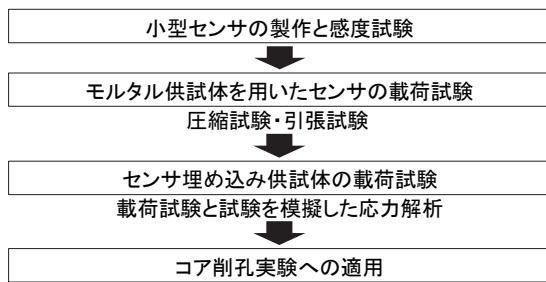 小型センサの製作と感度試験
モルタル供試体を用いたセンサの載荷試験
圧縮試験・引張試験
センサ埋め込み供試体の載荷試験
載荷試験と試験を模擬した応力解析
コア削孔実験への適用